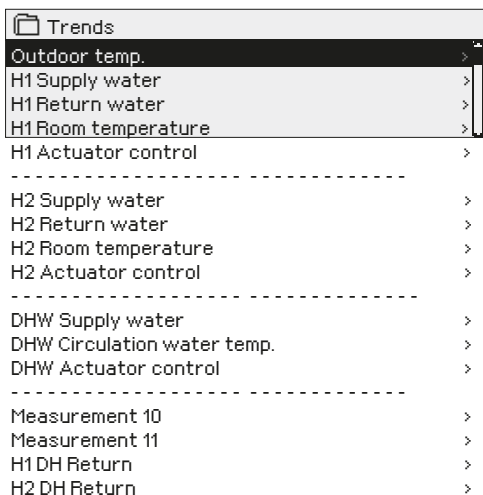 Trends
Outdoor temp. >
H1 Supply water >
H1 Return water >
H1 Room temperature >
H1 Actuator control >
- - - - - - - - - - - - - - - - - - - - - - - - - - - - - - - -
H2 Supply water >
H2 Return water >
H2 Room temperature >
H2 Actuator control >
- - - - - - - - - - - - - - - - - - - - - - - - - - - - - - - - -
DHW Supply water >
DHW Circulation water temp. >
DHW Actuator control >
- - - - - - - - - - - - - - - - - - - - - - - - - - - - - - - -
Measurement 10 >
Measurement 11 >
H1 DH Return >
H2 DH Return >